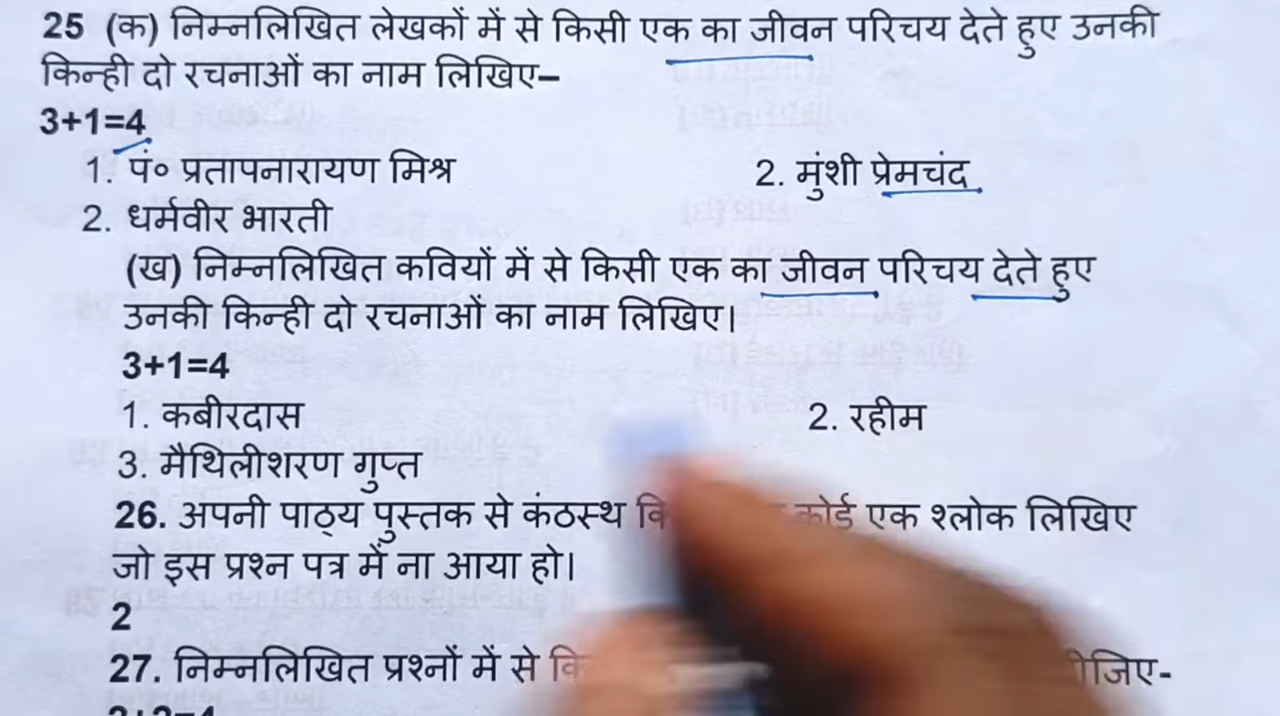 25 (क) निम्नलिखित लेखकों में से किसी एक का जीवन परिचय देते हुए उनकी
किन्ही दो रचनाओं का नाम लिखिए–
3+1=4
1. पं० प्रतापनारायण मिश्र 2. मुंशी प्रेमचंद
2. धर्मवीर भारती
(ख) निम्नलिखित कवियों में से किसी एक का जीवन परिचय देते हुए
उनकी किन्ही दो रचनाओं का नाम लिखिए।
3+1=4
1. कबीरदास 2. रहीम
3. मैथिलीशरण गुप्त
26. अपनी पाठ्य पुस्तक से कंठस्थ कोई एक श्लोक लिखिए
जो इस प्रश्न पत्र में ना आया हो।
2
27. निम्नलिखित प्रश्नों में से